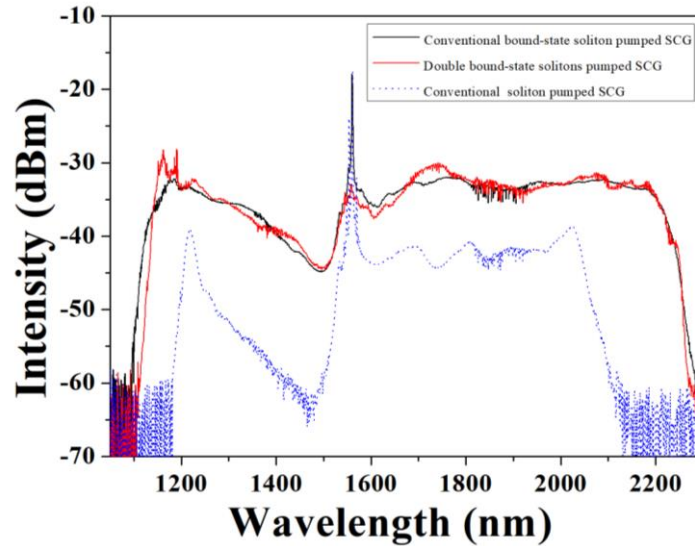 -10
-20
-30
-40
-50
-60
-70
Intensity (dBm)
Conventional bound-state soliton pumped SCG
Double bound-state solitons pumped SCG
Conventional soliton pumped SCG
1200 1400 1600 1800 2000 2200
Wavelength (nm)